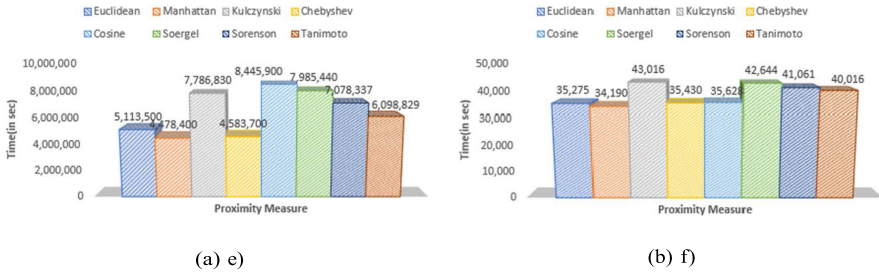 Euclidean Manhattan Kulczynski Chebyshev
Cosine Soergel Sorenson Tanimoto
Time(in sec)
10,000,000
8,000,000
6,000,000
4,000,000
2,000,000
0
5,113,500
4,478,400
7,786,830
4,583,700
8,445,900
7,985,440
7,078,337
6,098,829
Proximity Measure
(a) e)
Euclidean Manhattan Kulczynski Chebyshev
Cosine Soergel Sorenson Tanimoto
Time(in sec)
50,000
40,000
30,000
20,000
10,000
0
35,275
34,190
43,016
35,430
35,628
42,644
41,061
40,016
Proximity Measure
(b) f)